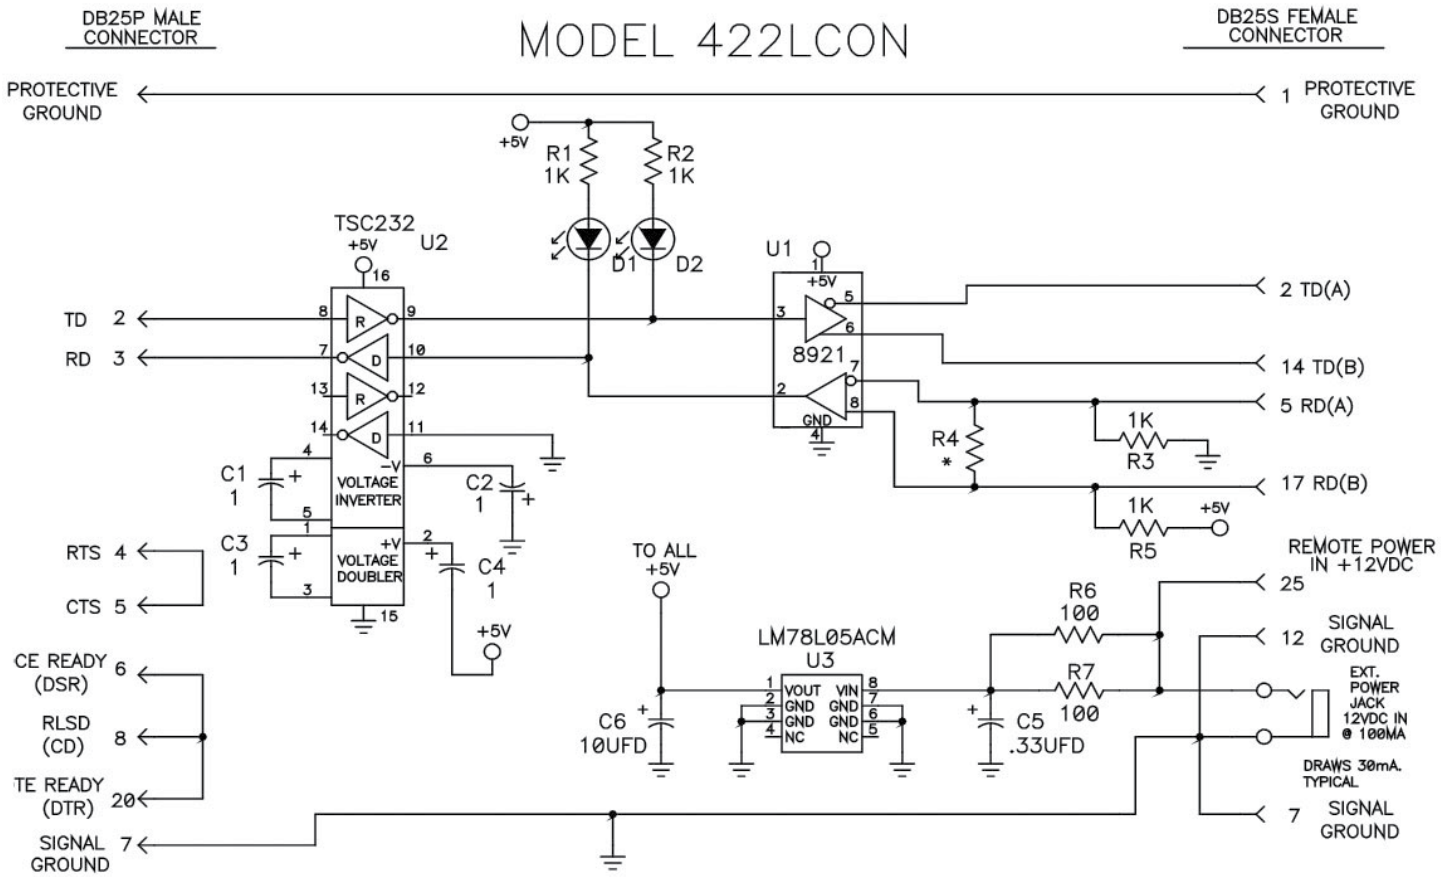 DB25P MALE
CONNECTOR
MODEL 422LCON
DB25S FEMALE
CONNECTOR
PROTECTIVE
GROUND
1 PROTECTIVE
GROUND
+5V
R1
1K
R2
1K
TSC232
+5V
U2
16
D1
D2
U1
1
+5V
TD 2
8
R
9
3
5
2 TD(A)
6
RD 3
7
D
10
8921
14 TD(B)
13
R
12
2
7
8
5 RD(A)
14
D
11
GND
4
R4
*
1K
R3
4
-V
6
C1
1
+
VOLTAGE
INVERTER
C2
1
+
17 RD(B)
5
1K
R5
+5V
1
C3
1
+
+V
2
+
VOLTAGE
DOUBLER
C4
1
3
15
+5V
RTS 4
CTS 5
TO ALL
+5V
REMOTE POWER
IN +12VDC
25
R6
100
12 SIGNAL
GROUND
LM78L05ACM
U3
CE READY 6
(DSR)
RLSD
(CD) 8
TE READY
(DTR) 20
SIGNAL 7
GROUND
1 VOUT VIN 8
2 GND GND 7
3 GND GND 6
4 NC NC 5
+
C6
10UFD
+
C5
.33UFD
R7
100
EXT.
POWER
JACK
12VDC IN
@ 100MA
DRAWS 30mA.
TYPICAL
7 SIGNAL
GROUND